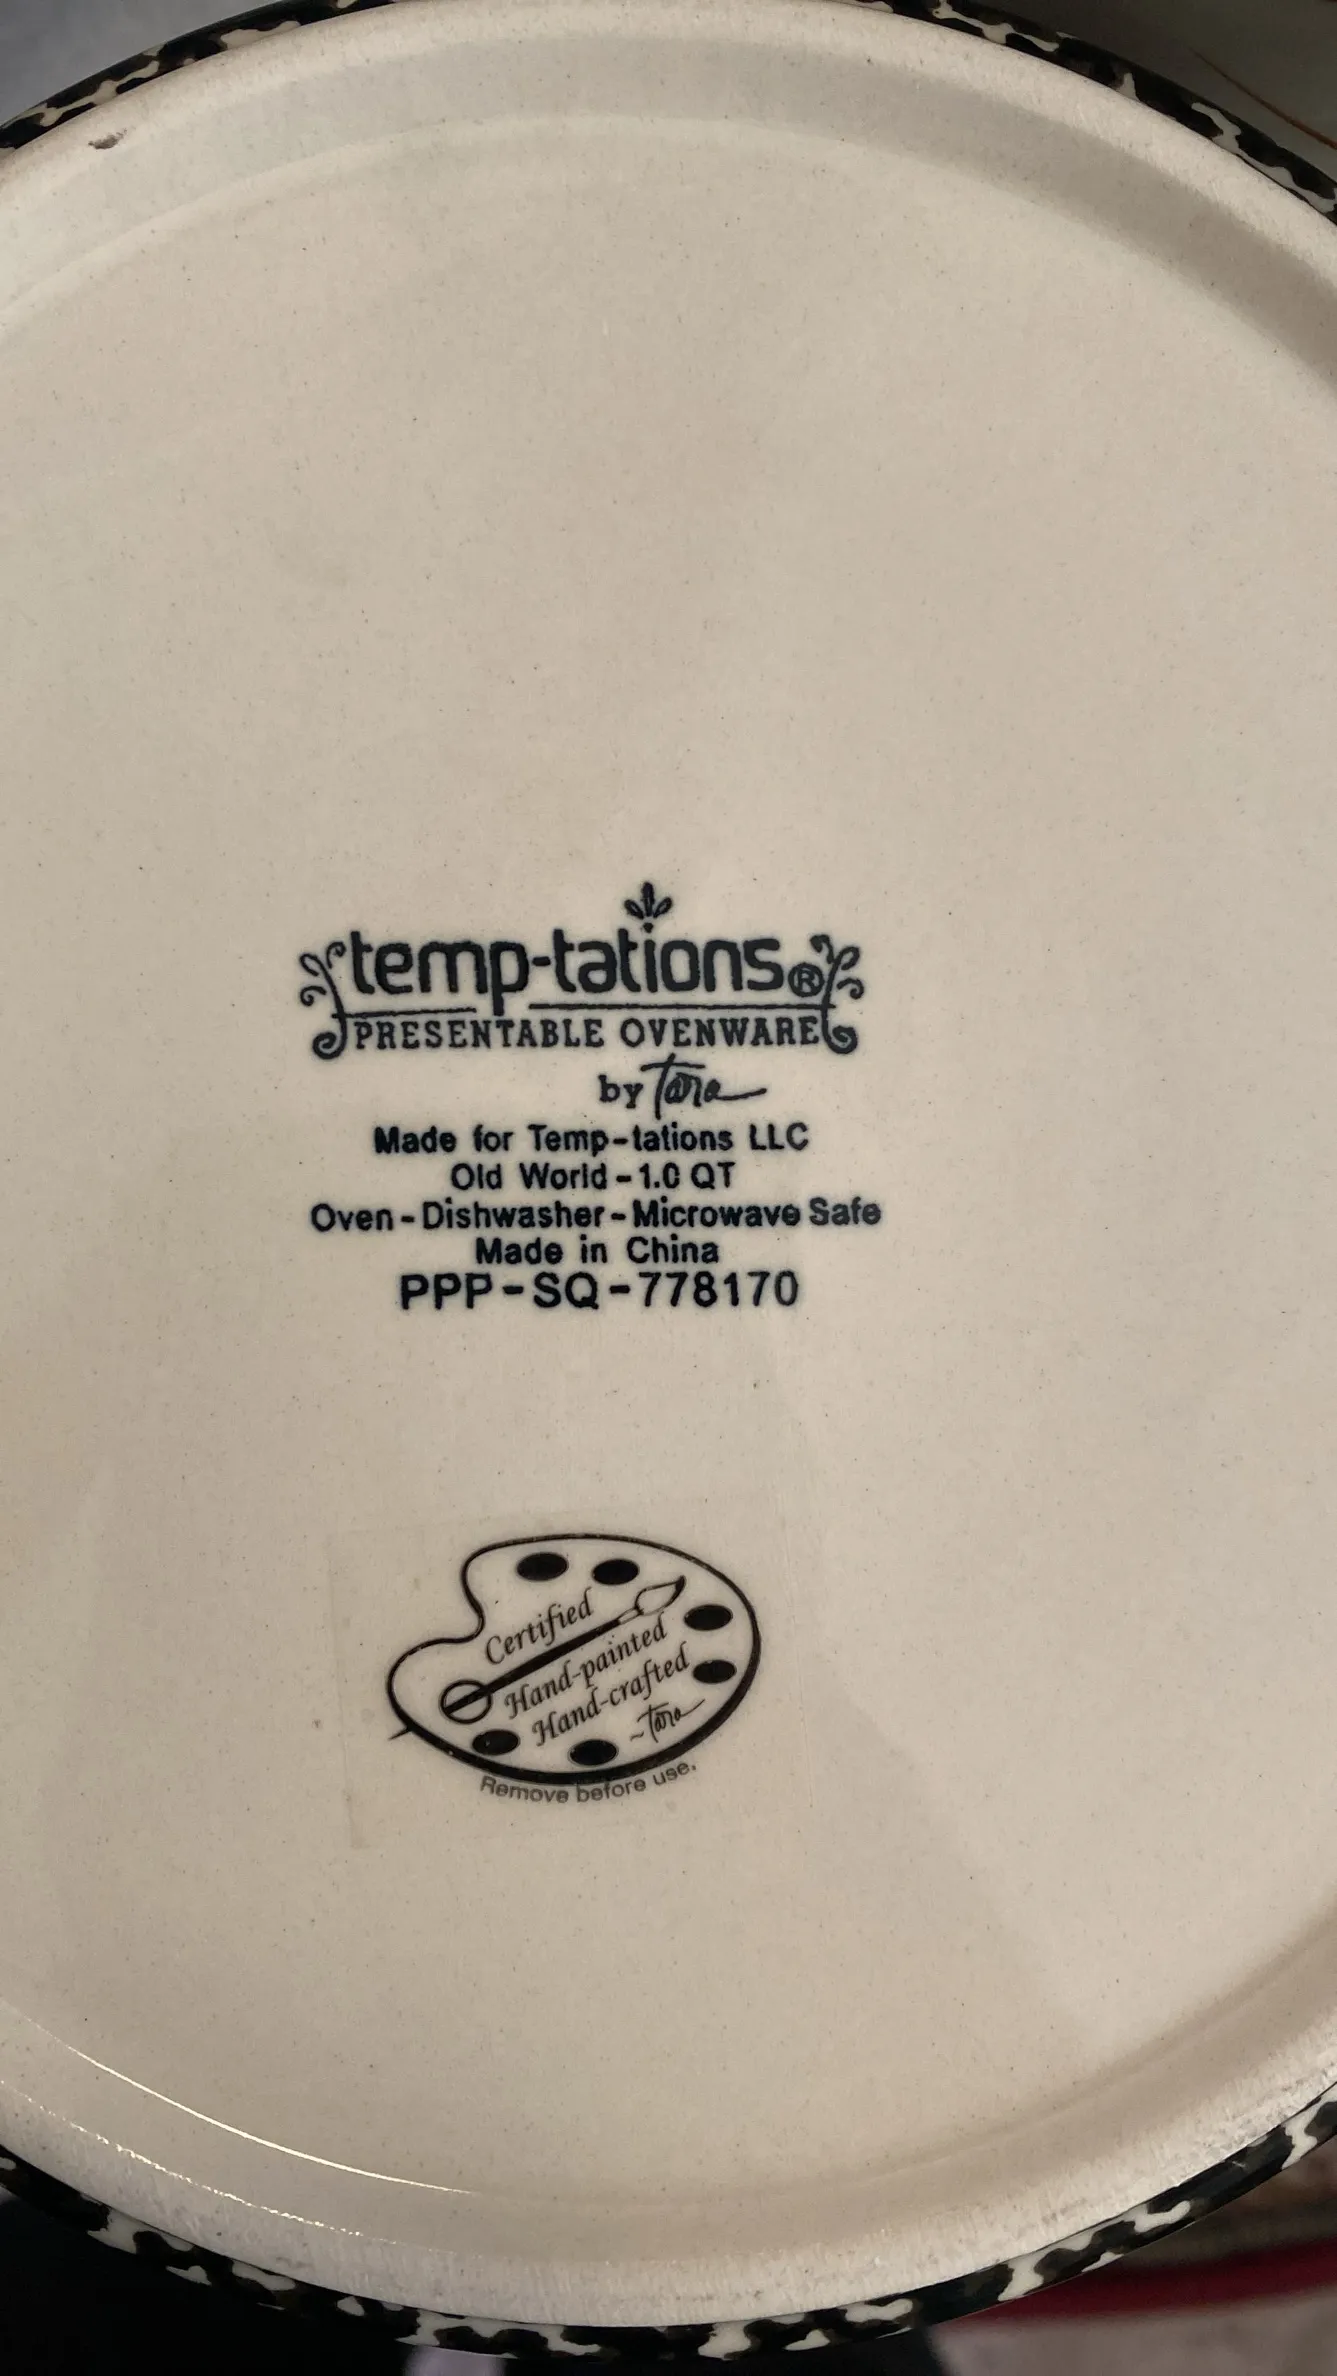 temp-tations®
PRESENTABLE OVENWARE
by Tara
Made for Temp-tations LLC
Old World - 1.0 QT
Oven - Dishwasher - Microwave Safe
Made in China
PPP-SQ-778170
Certified
Hand-painted
Hand-crafted
~Tara
Remove before use.